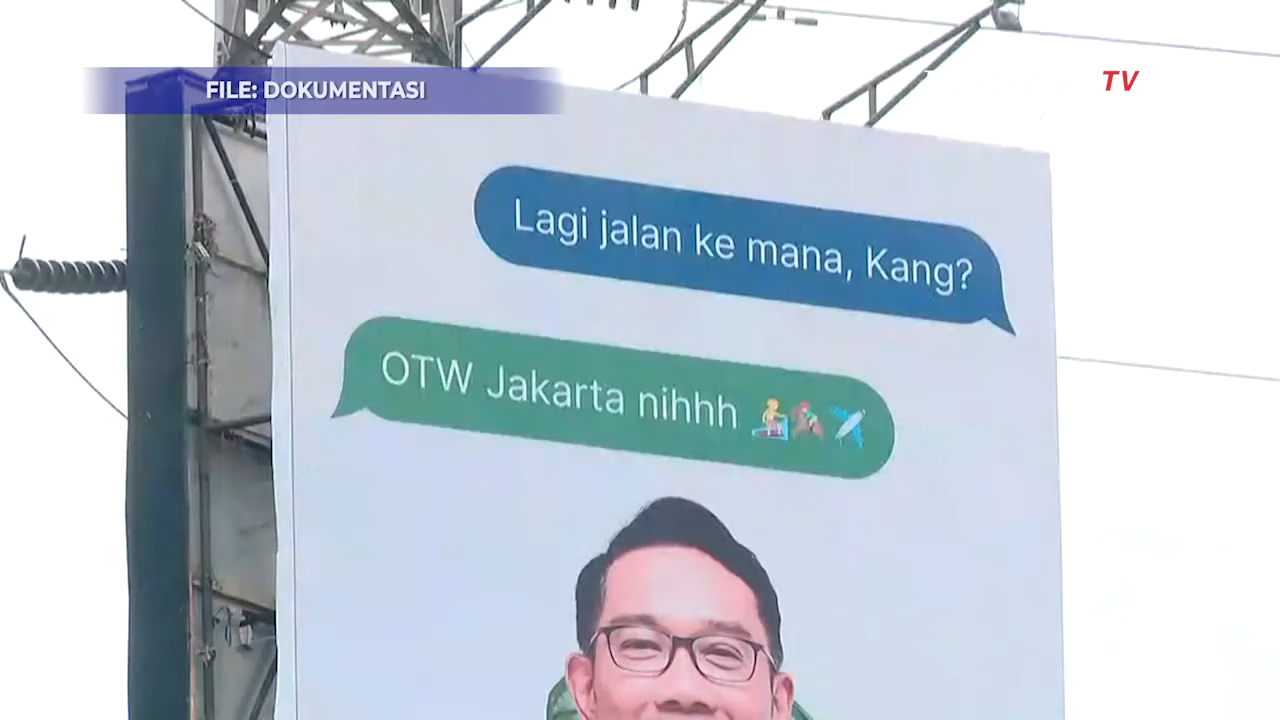 FILE: DOKUMENTASI
TV
Lagi jalan ke mana, Kang?
OTW Jakarta nihhh